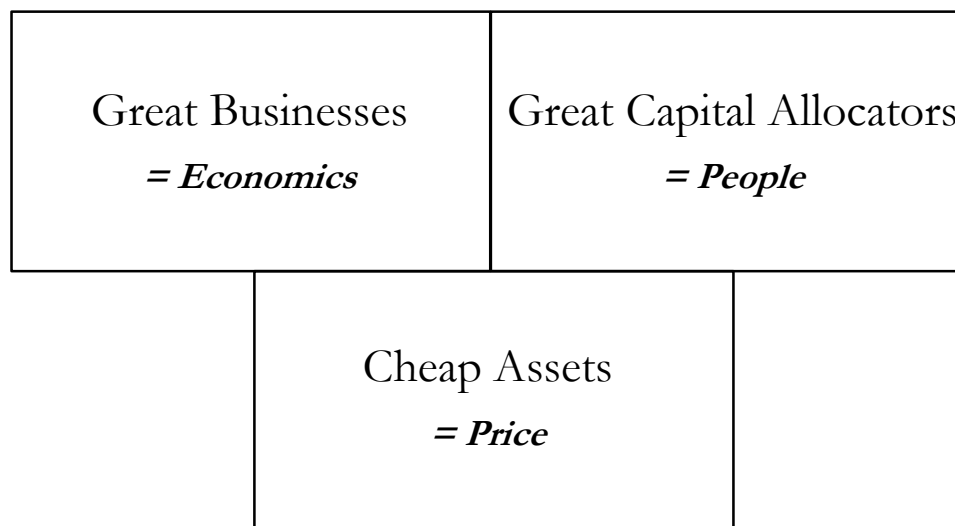 Great Businesses
= Economics
Great Capital Allocators
= People
Cheap Assets
= Price